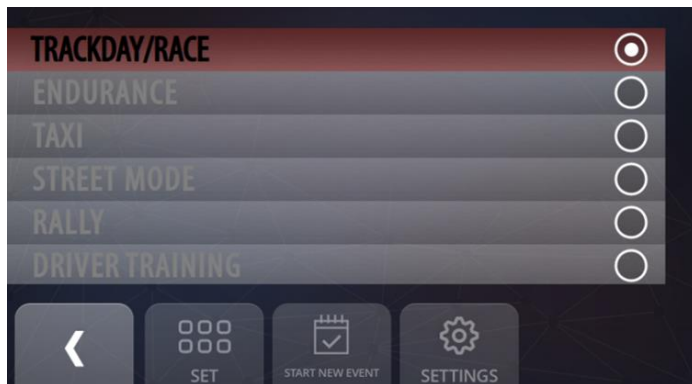 TRACKDAY/RACE
ENDURANCE
TAXI
STREET MODE
RALLY
DRIVER TRAINING
SET
START NEW EVENT
SETTINGS